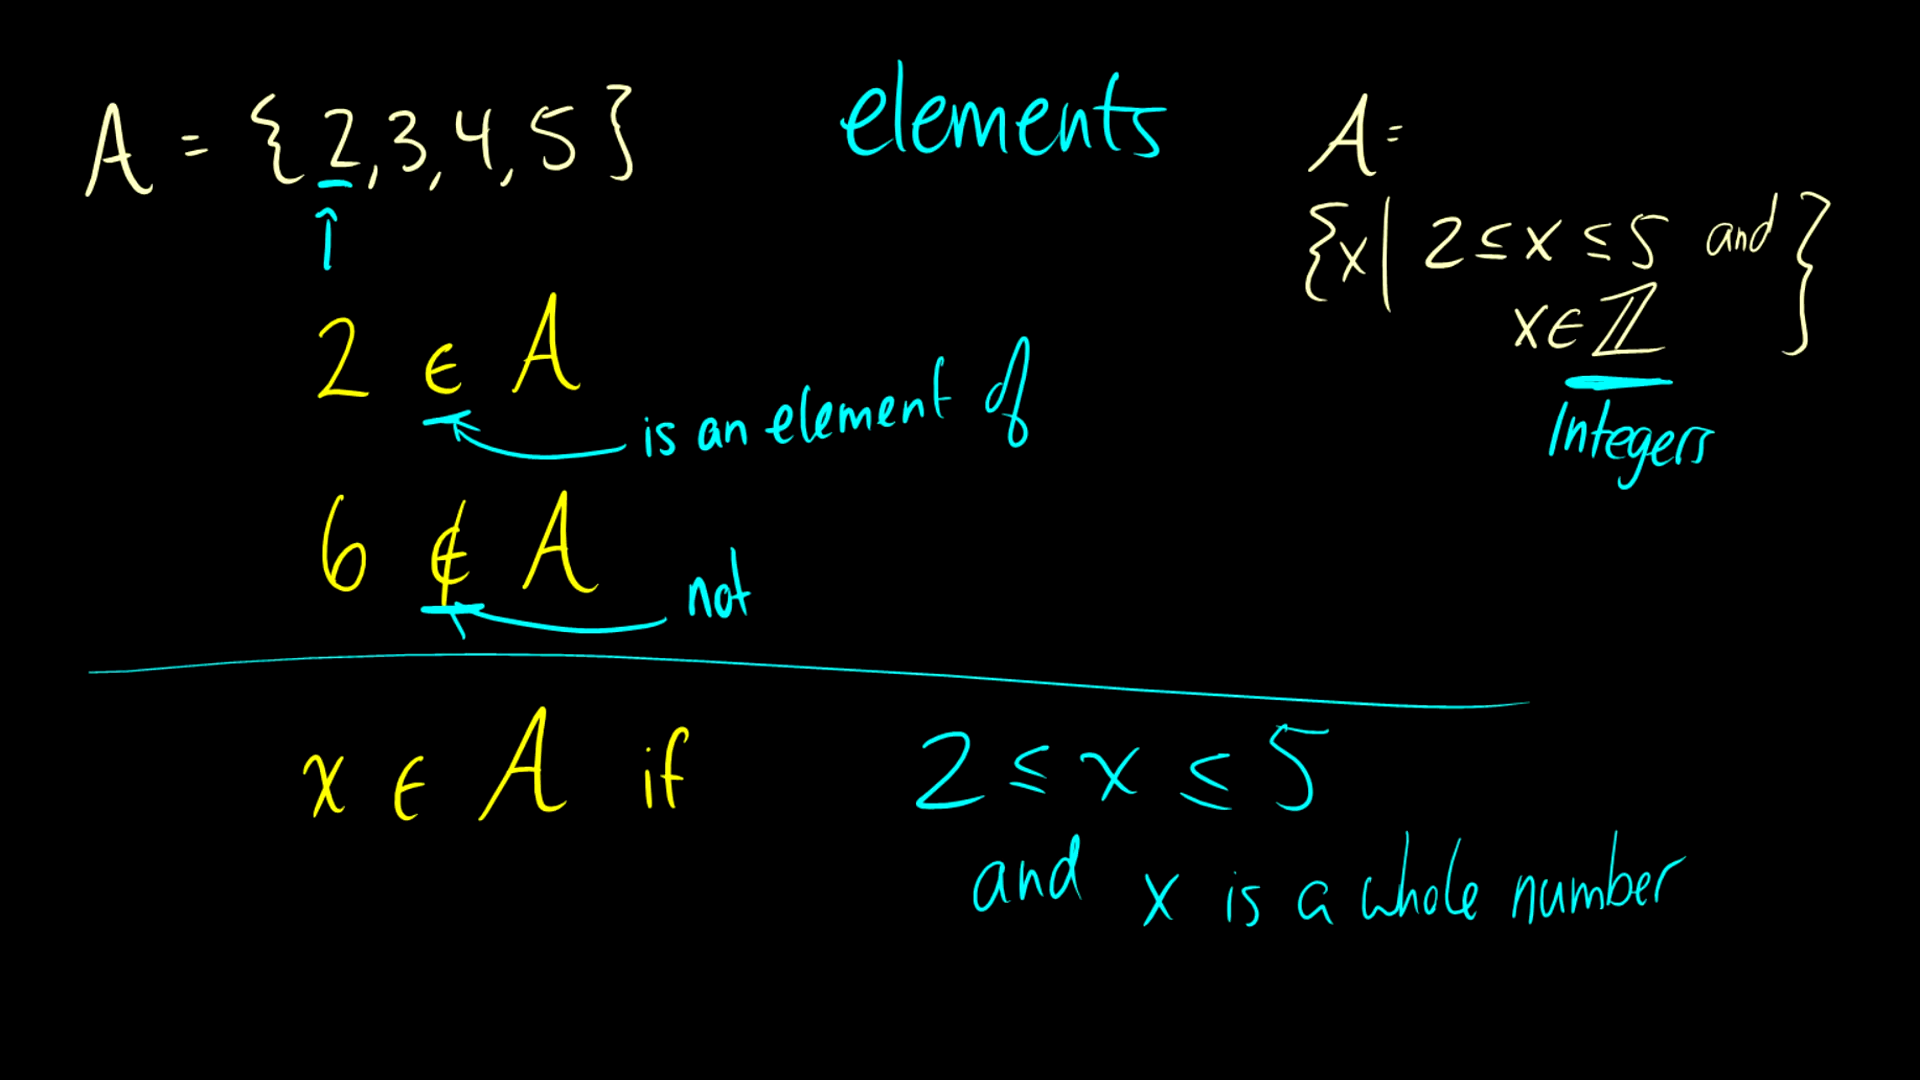 A = {2,3,4,5}
elements
A =
{x | 2 ≤ x ≤ 5 and
x ∈ ℤ}
Integers
2 ∈ A
is an element of
6 ∉ A
not
x ∈ A if 2 ≤ x ≤ 5
and x is a whole number